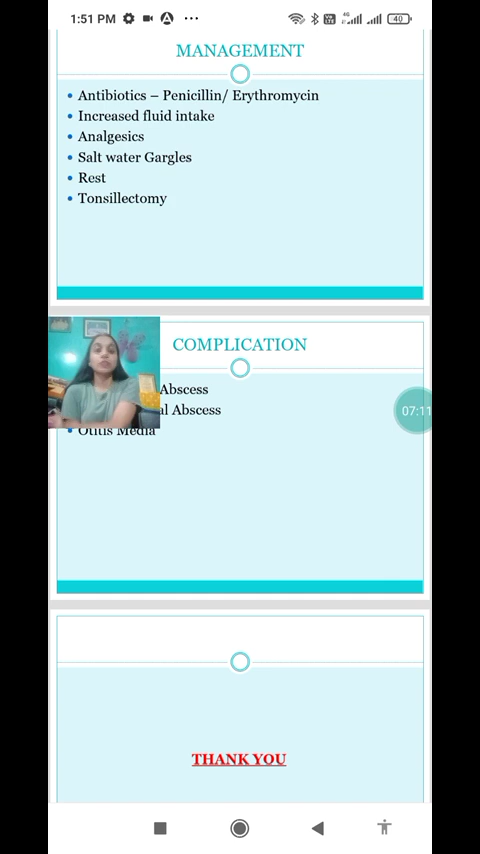 1:51 PM
4G
40
MANAGEMENT
• Antibiotics – Penicillin/ Erythromycin
• Increased fluid intake
• Analgesics
• Salt water Gargles
• Rest
• Tonsillectomy
COMPLICATION
Abscess
al Abscess
• Otitis Media
07:11
THANK YOU